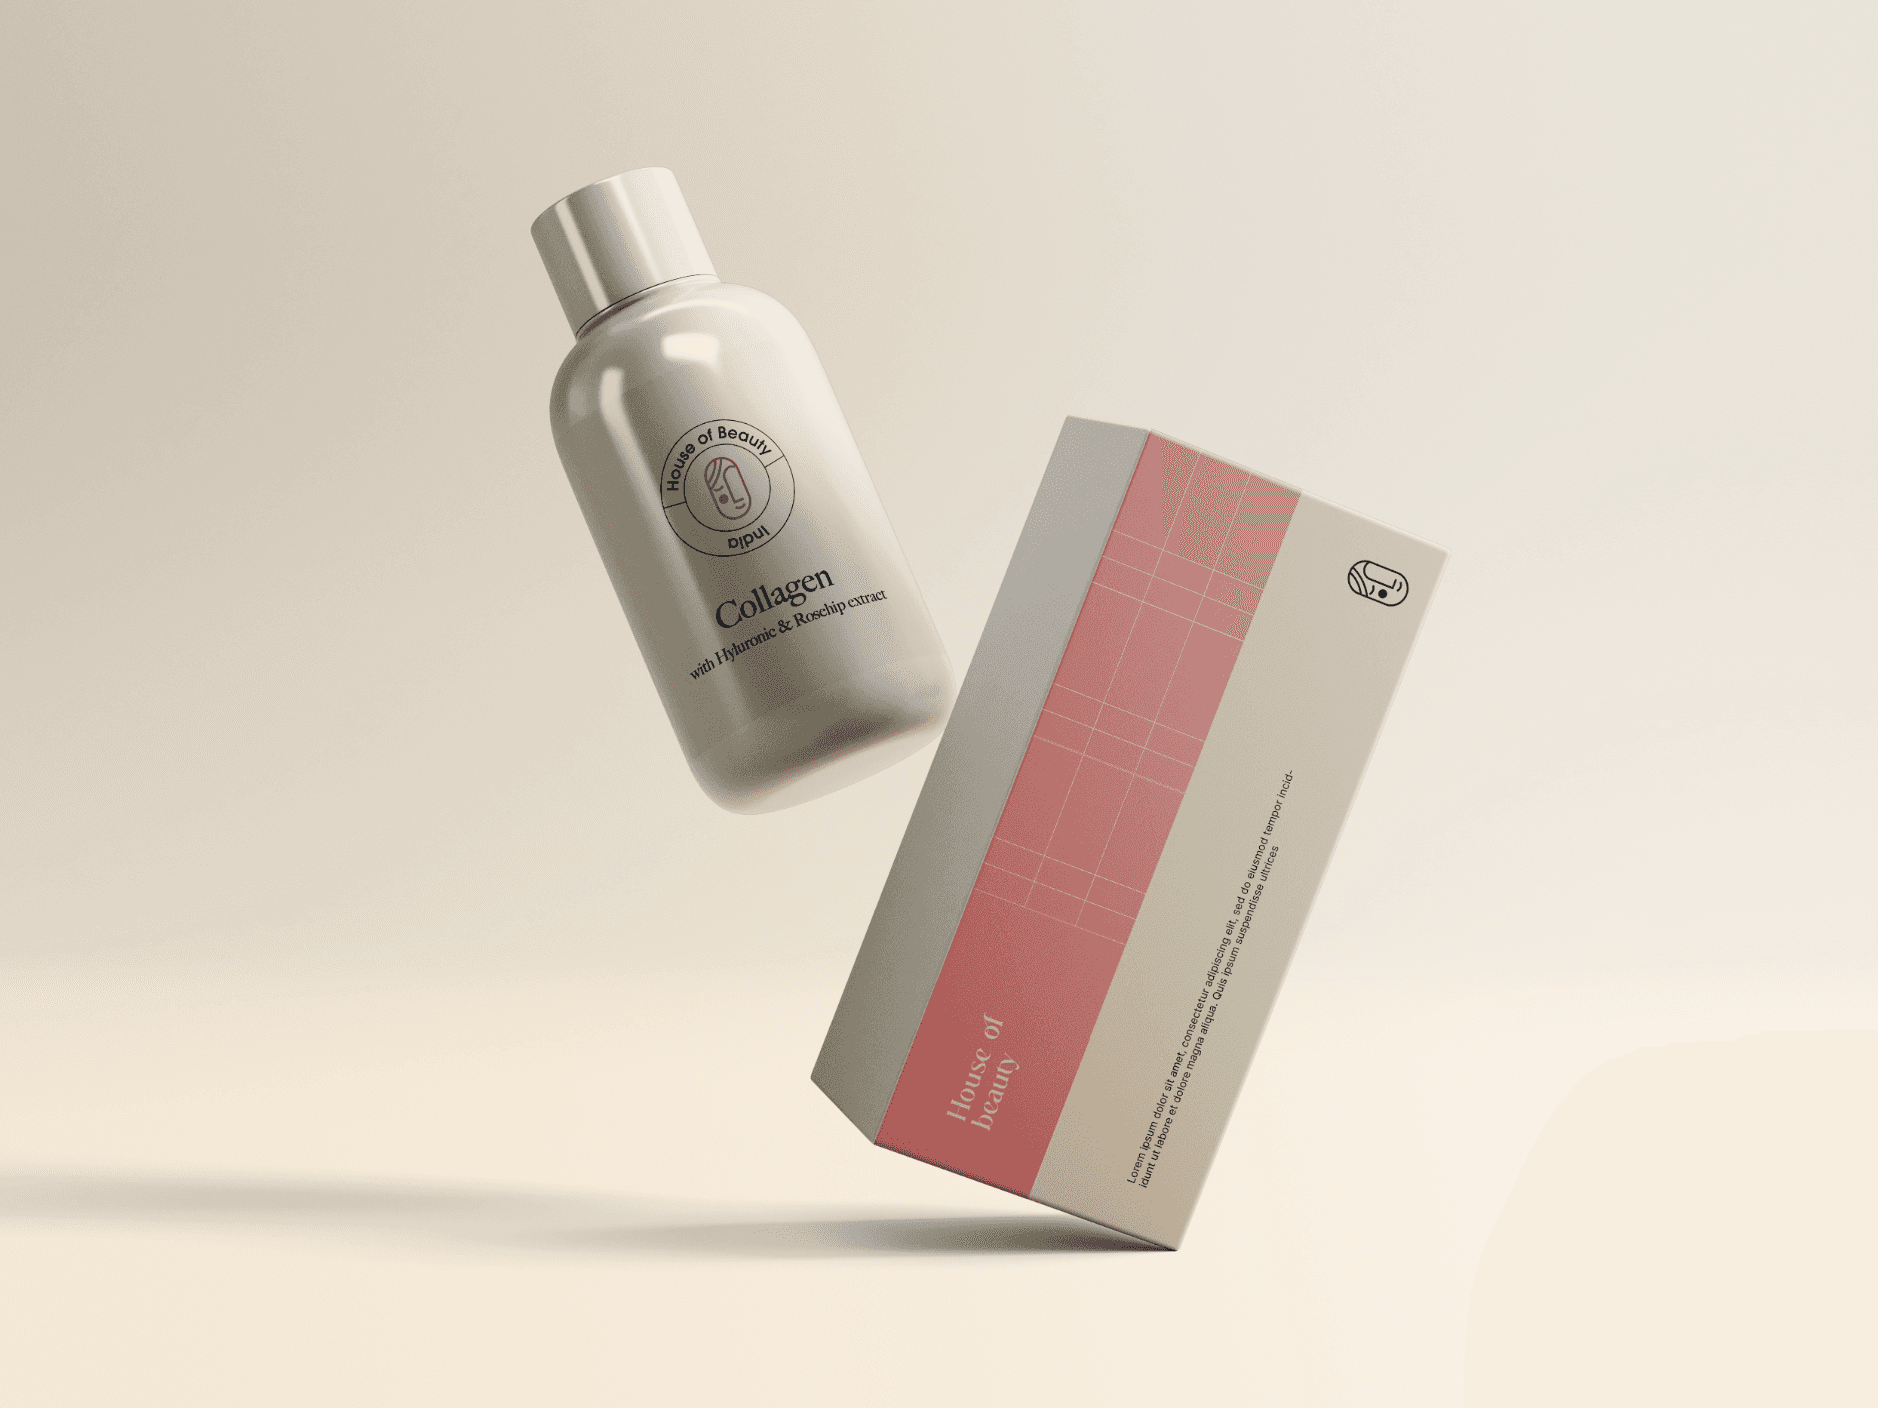 House of Beauty
India
Collagen
with Hyluronic & Rosehip extract
House of
beauty
Lorem ipsum dolor sit amet, consectetur adipiscing elit, sed do eiusmod tempor incid-
idunt ut labore et dolore magna aliqua. Quis ipsum suspendisse ultrices